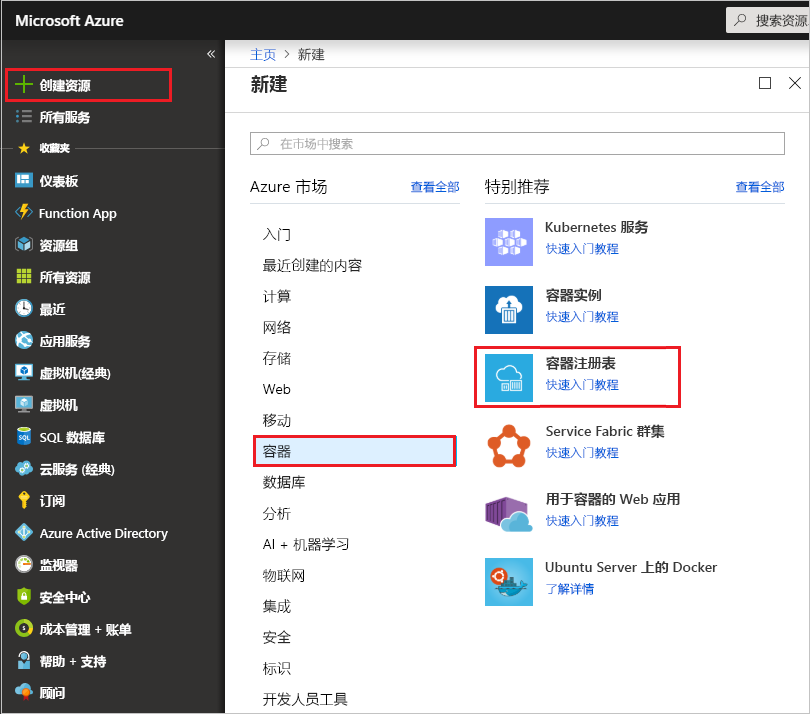 Microsoft Azure
搜索资源
«
创建资源
所有服务
收藏夹
仪表板
Function App
资源组
所有资源
最近
应用服务
虚拟机(经典)
虚拟机
SQL 数据库
云服务 (经典)
订阅
Azure Active Directory
监视器
安全中心
成本管理 + 账单
帮助 + 支持
顾问
主页 > 新建
新建
在市场中搜索
Azure 市场 查看全部
入门
最近创建的内容
计算
网络
存储
Web
移动
容器
数据库
分析
AI + 机器学习
物联网
集成
安全
标识
开发人员工具
特别推荐 查看全部
Kubernetes 服务
快速入门教程
容器实例
快速入门教程
容器注册表
快速入门教程
Service Fabric 群集
快速入门教程
用于容器的 Web 应用
快速入门教程
Ubuntu Server 上的 Docker
了解详情